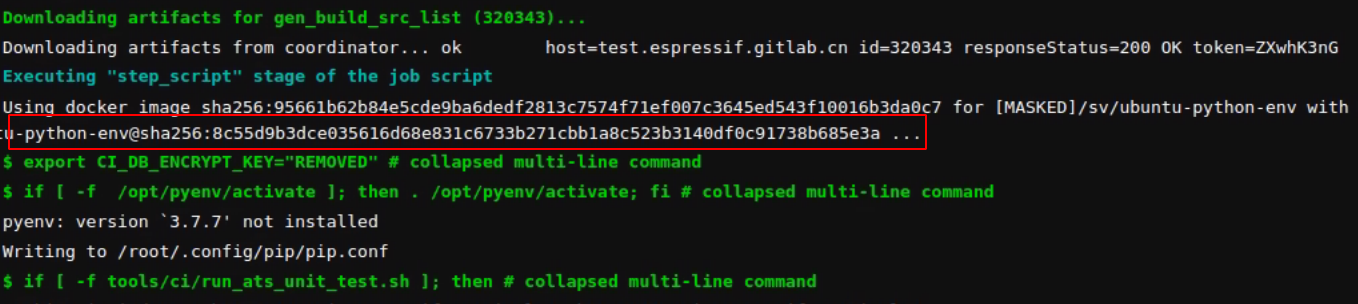 Downloading artifacts for gen_build_src_list (320343)...
Downloading artifacts from coordinator... ok        host=test.espressif.gitlab.cn id=320343 responseStatus=200 OK token=ZXwhK3nG
Executing "step_script" stage of the job script
Using docker image sha256:95661b62b84e5cde9ba6dedf2813c7574f71ef007c3645ed543f10016b3da0c7 for [MASKED]/sv/ubuntu-python-env with
tu-python-env@sha256:8c55d9b3dce035616d68e831c6733b271cbb1a8c523b3140df0c91738b685e3a ...
$ export CI_DB_ENCRYPT_KEY="REMOVED" # collapsed multi-line command
$ if [ -f  /opt/pyenv/activate ]; then . /opt/pyenv/activate; fi # collapsed multi-line command
pyenv: version `3.7.7' not installed
Writing to /root/.config/pip/pip.conf
$ if [ -f tools/ci/run_ats_unit_test.sh ]; then # collapsed multi-line command